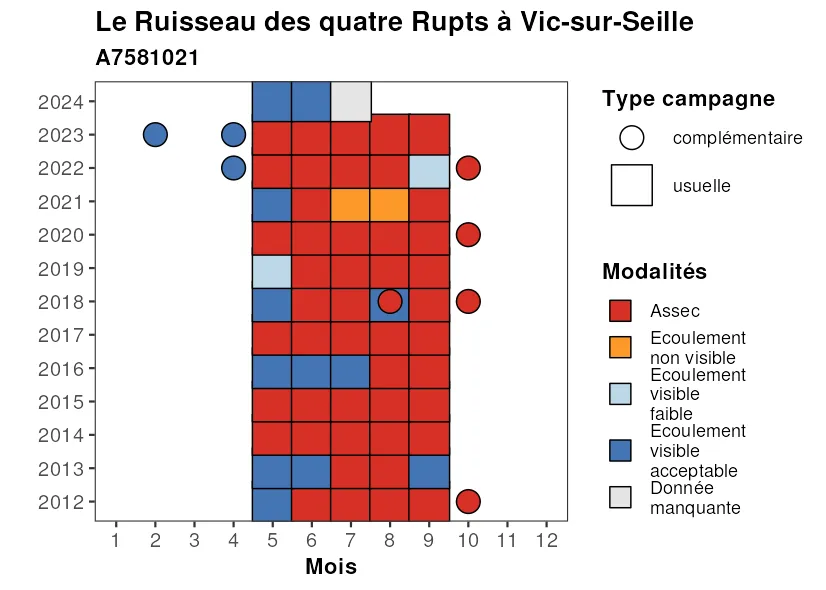 Le Ruisseau des quatre Rupts à Vic-sur-Seille
A7581021
2024
2023
2022
2021
2020
2019
2018
2017
2016
2015
2014
2013
2012
1 2 3 4 5 6 7 8 9 10 11 12
Mois
Type campagne
complémentaire
usuelle
Modalités
Assec
Ecoulement
non visible
Ecoulement
visible
faible
Ecoulement
visible
acceptable
Donnée
manquante